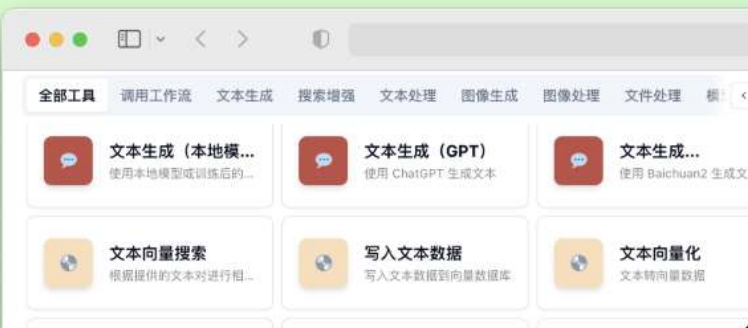 全部工具 调用工作流 文本生成 搜索增强 文本处理 图像生成 图像处理 文件处理
文本生成（本地模...
使用本地模型或训练后的...
文本生成（GPT）
使用 ChatGPT 生成文本
文本生成...
使用 Baichuan2 生成文
文本向量搜索
根据提供的文本对进行相...
写入文本数据
写入文本数据到向量数据库
文本向量化
文本转向量数据